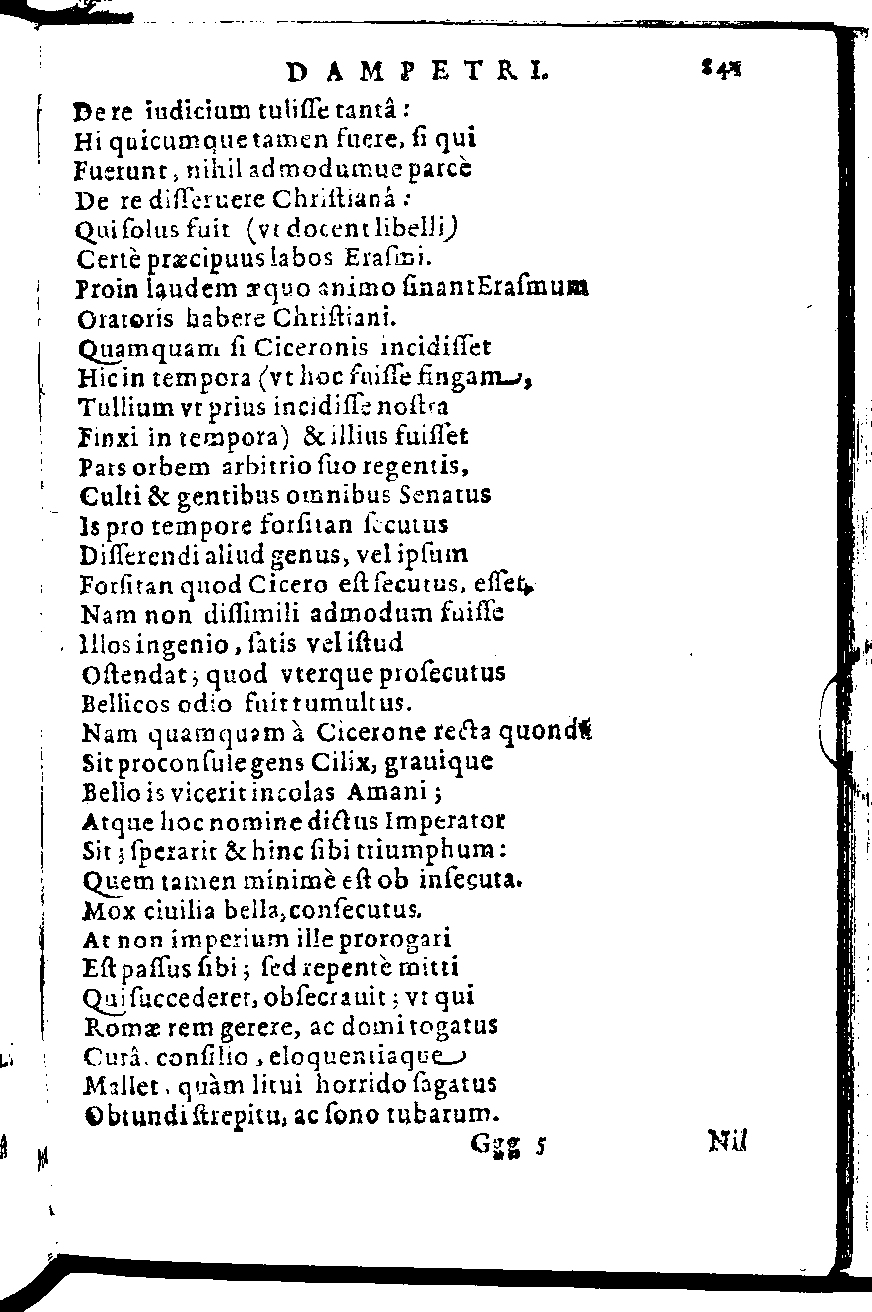 DAMPETRI. 841
De re iudicium tuliſſe tantâ:
Hi quicumque tamen fuere, ſi qui
Fuerunt, nihil admodumue parcè
De re diſſeruere Chriſtianâ:
Qui ſolus fuit (vt docent libelli)
Certè præcipuus labos Eraſmi.
Proin laudem æquo animo ſinant Eraſmum
Oratoris habere Chriſtiani.
Quamquam ſi Ciceronis incidiſſet
Hic in tempora (vt hoc fuiſſe fingam,
Tullium vt prius incidiſſe noſtra
Finxi in tempora) & illius fuiſſet
Pars orbem arbitrio ſuo regentis,
Culti & gentibus omnibus Senatus
Is pro tempore forſitan ſecutus
Diſſerendi aliud genus, vel ipſum
Forſitan quod Cicero eſt ſecutus, eſſet,
Nam non diſſimili admodum fuiſſe
Illos ingenio, ſatis vel iſtud
Oſtendat; quod vterque proſecutus
Bellicos odio fuit tumultus.
Nam quamquam à Cicerone recta quondã
Sit proconſule gens Cilix, grauique
Bello is vicerit incolas Amani;
Atque hoc nomine dictus Imperator
Sit; ſperarit & hinc ſibi triumphum:
Quem tamen minimè eſt ob inſecuta.
Mox ciuilia bella, conſecutus.
At non imperium ille prorogari
Eſt paſſus ſibi; ſed repentè mitti
Qui ſuccederet, obſecrauit; vt qui
Romæ rem gerere, ac domi togatus
Curâ, conſilio, eloquentiaque
Mallet, quàm litui horrido ſagatus
Obtundi ſtrepitu, ac ſono tubarum.
Ggg 5 Nil